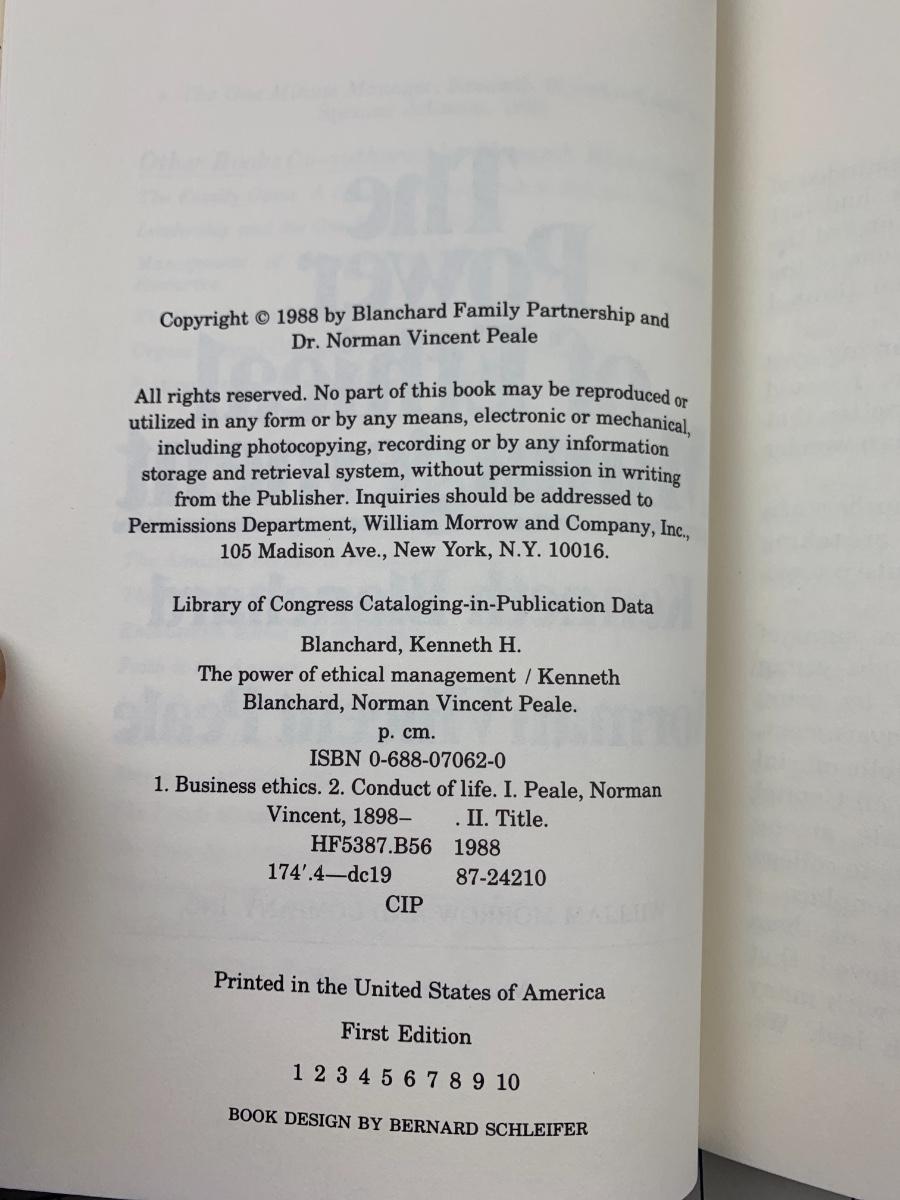 Copyright © 1988 by Blanchard Family Partnership and
Dr. Norman Vincent Peale
All rights reserved. No part of this book may be reproduced or
utilized in any form or by any means, electronic or mechanical,
including photocopying, recording or by any information
storage and retrieval system, without permission in writing
from the Publisher. Inquiries should be addressed to
Permissions Department, William Morrow and Company, Inc.,
105 Madison Ave., New York, N.Y. 10016.
Library of Congress Cataloging-in-Publication Data
Blanchard, Kenneth H.
The power of ethical management / Kenneth
Blanchard, Norman Vincent Peale.
p. cm.
ISBN 0-688-07062-0
1. Business ethics. 2. Conduct of life. I. Peale, Norman
Vincent, 1898– . II. Title.
HF5387.B56 1988
174′.4—dc19 87-24210
CIP
Printed in the United States of America
First Edition
1 2 3 4 5 6 7 8 9 10
BOOK DESIGN BY BERNARD SCHLEIFER